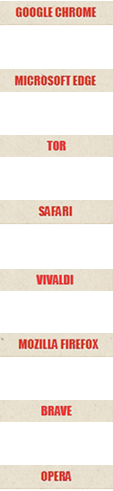 GOOGLE CHROME
MICROSOFT EDGE
TOR
SAFARI
VIVALDI
MOZILLA FIREFOX
BRAVE
OPERA